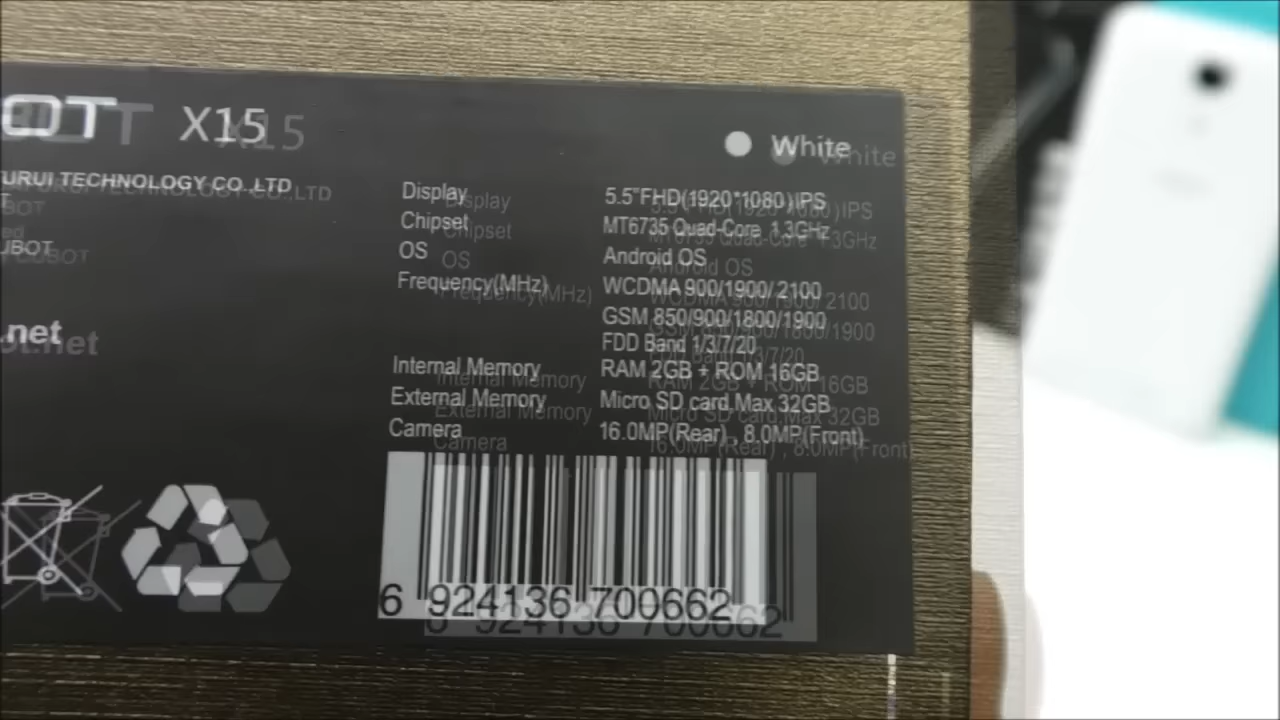 OT X15
White
URUI TECHNOLOGY CO.,LTD
UBOT
.net
Display 5.5"FHD(1920*1080)IPS
Chipset MT6735 Quad-Core 1.3GHz
OS Android OS
Frequency(MHz) WCDMA 900/1900/ 2100
GSM 850/900/1800/1900
FDD Band 1/3/7/20
Internal Memory RAM 2GB + ROM 16GB
External Memory Micro SD card Max 32GB
Camera 16.0MP(Rear) , 8.0MP(Front)
6 924136 700662